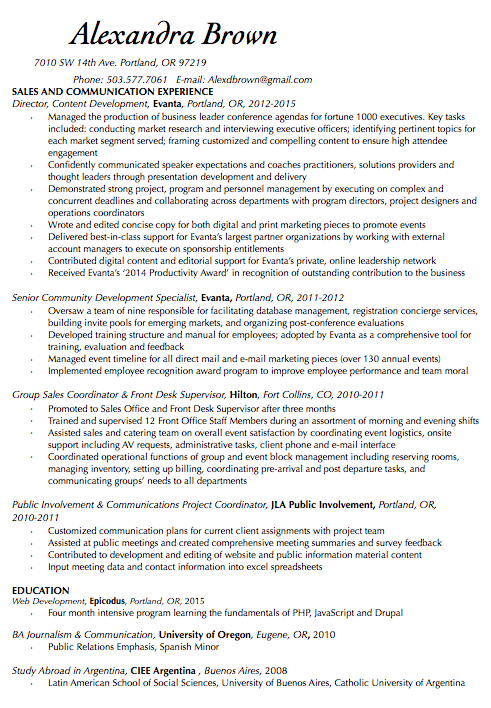 Alexandra Brown
7010 SW 14th Ave. Portland, OR 97219
Phone: 503.577.7061 E-mail: Alexdbrown@gmail.com
SALES AND COMMUNICATION EXPERIENCE
Director, Content Development, Evanta, Portland, OR, 2012-2015
· Managed the production of business leader conference agendas for fortune 1000 executives. Key tasks
included: conducting market research and interviewing executive officers; identifying pertinent topics for
each market segment served; framing customized and compelling content to ensure high attendee
engagement
· Confidently communicated speaker expectations and coaches practitioners, solutions providers and
thought leaders through presentation development and delivery
· Demonstrated strong project, program and personnel management by executing on complex and
concurrent deadlines and collaborating across departments with program directors, project designers and
operations coordinators
· Wrote and edited concise copy for both digital and print marketing pieces to promote events
· Delivered best-in-class support for Evanta's largest partner organizations by working with external
account managers to execute on sponsorship entitlements
· Contributed digital content and editorial support for Evanta's private, online leadership network
· Received Evanta's '2014 Productivity Award' in recognition of outstanding contribution to the business
Senior Community Development Specialist, Evanta, Portland, OR, 2011-2012
· Oversaw a team of nine responsible for facilitating database management, registration concierge services,
building invite pools for emerging markets, and organizing post-conference evaluations
· Developed training structure and manual for employees; adopted by Evanta as a comprehensive tool for
training, evaluation and feedback
· Managed event timeline for all direct mail and e-mail marketing pieces (over 130 annual events)
· Implemented employee recognition award program to improve employee performance and team moral
Group Sales Coordinator & Front Desk Supervisor, Hilton, Fort Collins, CO, 2010-2011
· Promoted to Sales Office and Front Desk Supervisor after three months
· Trained and supervised 12 Front Office Staff Members during an assortment of morning and evening shifts
· Assisted sales and catering team on overall event satisfaction by coordinating event logistics, onsite
support including AV requests, administrative tasks, client phone and e-mail interface
· Coordinated operational functions of group and event block management including reserving rooms,
managing inventory, setting up billing, coordinating pre-arrival and post departure tasks, and
communicating groups' needs to all departments
Public Involvement & Communications Project Coordinator, JLA Public Involvement, Portland, OR,
2010-2011
· Customized communication plans for current client assignments with project team
· Assisted at public meetings and created comprehensive meeting summaries and survey feedback
· Contributed to development and editing of website and public information material content
· Input meeting data and contact information into excel spreadsheets
EDUCATION
Web Development, Epicodus, Portland, OR, 2015
· Four month intensive program learning the fundamentals of PHP, JavaScript and Drupal
BA Journalism & Communication, University of Oregon, Eugene, OR, 2010
· Public Relations Emphasis, Spanish Minor
Study Abroad in Argentina, CIEE Argentina , Buenos Aires, 2008
· Latin American School of Social Sciences, University of Buenos Aires, Catholic University of Argentina